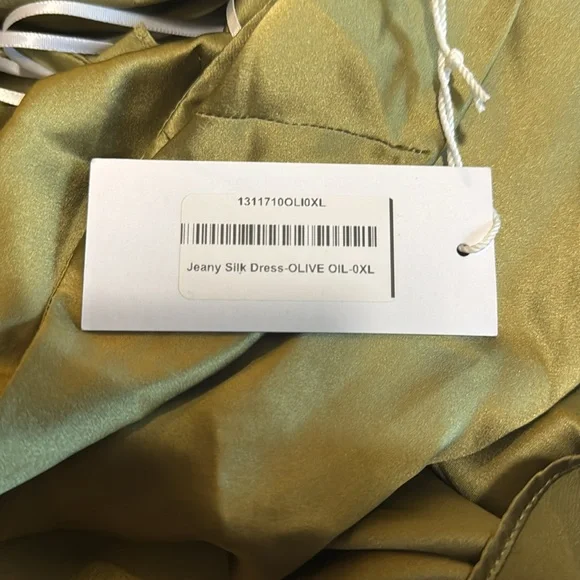 1311710OLI0XL
Jeany Silk Dress-OLIVE OIL-0XL